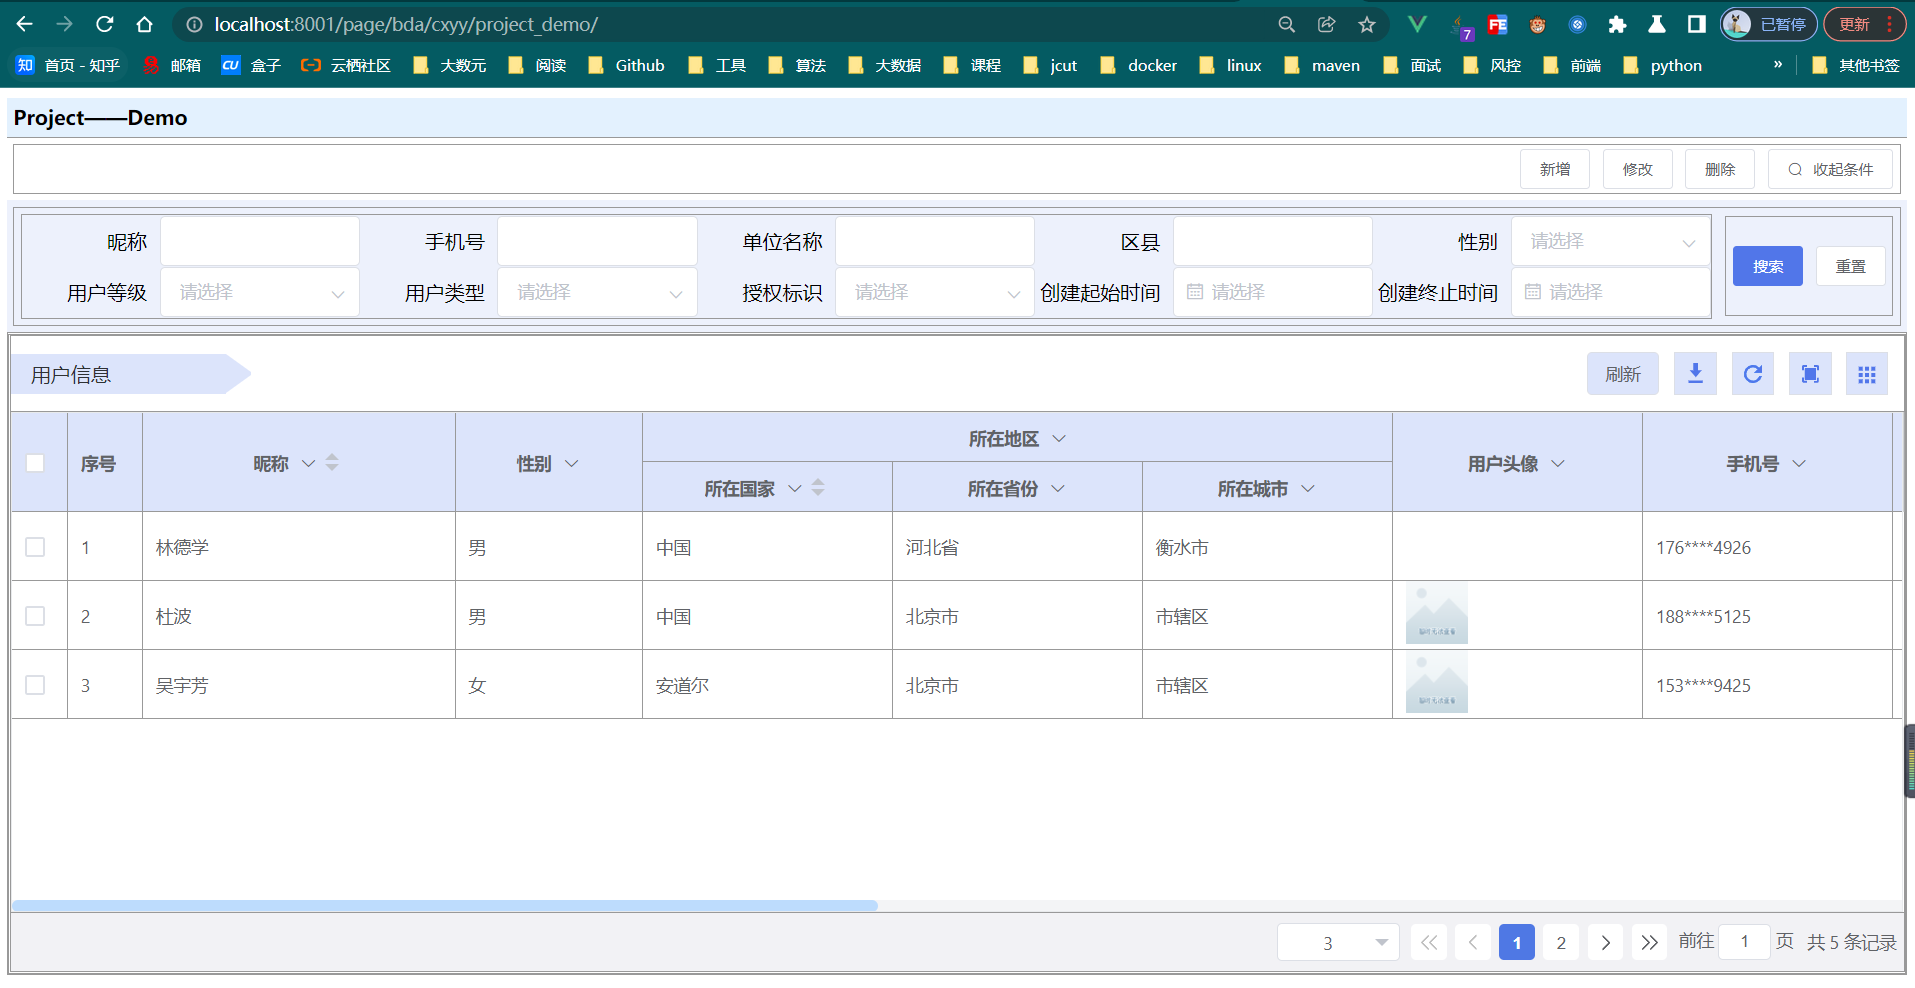 localhost:8001/page/bda/cxyy/project_demo/
7
FE
已暂停
更新
知 首页 - 知乎 邮箱 CU 盒子 云栖社区 大数元 阅读 Github 工具 算法 大数据 课程 jcut docker linux maven 面试 风控 前端 python » 其他书签
Project——Demo
新增 修改 删除 收起条件
昵称 手机号 单位名称 区县 性别 请选择
用户等级 请选择 用户类型 请选择 授权标识 请选择 创建起始时间 请选择 创建终止时间 请选择
搜索 重置
用户信息
刷新
序号 昵称 性别 所在地区 用户头像 手机号
所在国家 所在省份 所在城市
1 林德学 男 中国 河北省 衡水市 176****4926
2 杜波 男 中国 北京市 市辖区 188****5125
3 吴宇芳 女 安道尔 北京市 市辖区 153****9425
3 1 2 前往 1 页 共 5 条记录